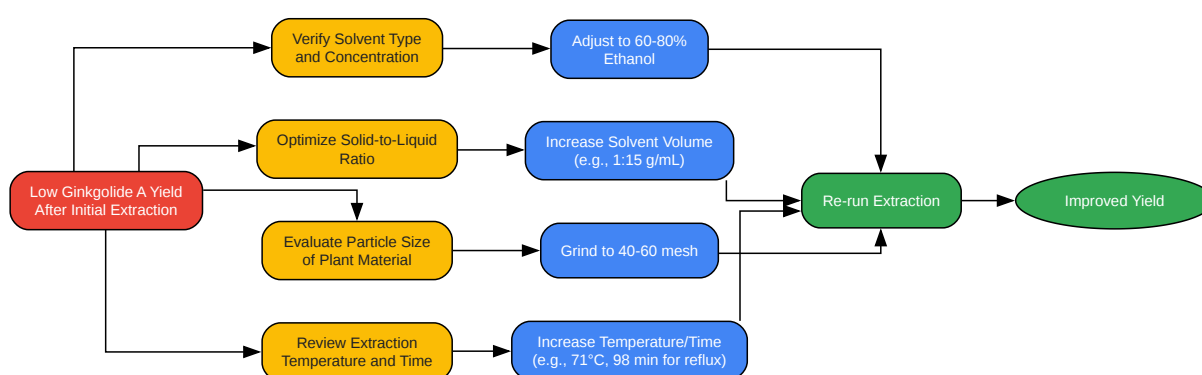 Low Ginkgolide A Yield
After Initial Extraction
Verify Solvent Type
and Concentration
Adjust to 60-80%
Ethanol
Optimize Solid-to-Liquid
Ratio
Increase Solvent Volume
(e.g., 1:15 g/mL)
Evaluate Particle Size
of Plant Material
Grind to 40-60 mesh
Review Extraction
Temperature and Time
Increase Temperature/Time
(e.g., 71°C, 98 min for reflux)
Re-run Extraction
Improved Yield